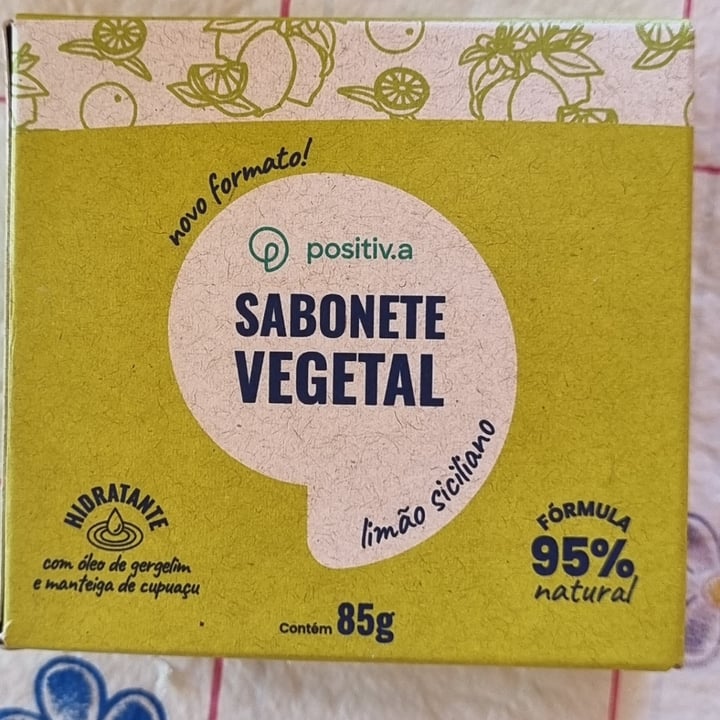 novo formato!
positiv.a
SABONETE
VEGETAL
limão siciliano
HIDRATANTE
com óleo de gergelim
e manteiga de cupuaçu
FÓRMULA
95%
natural
Contém 85g